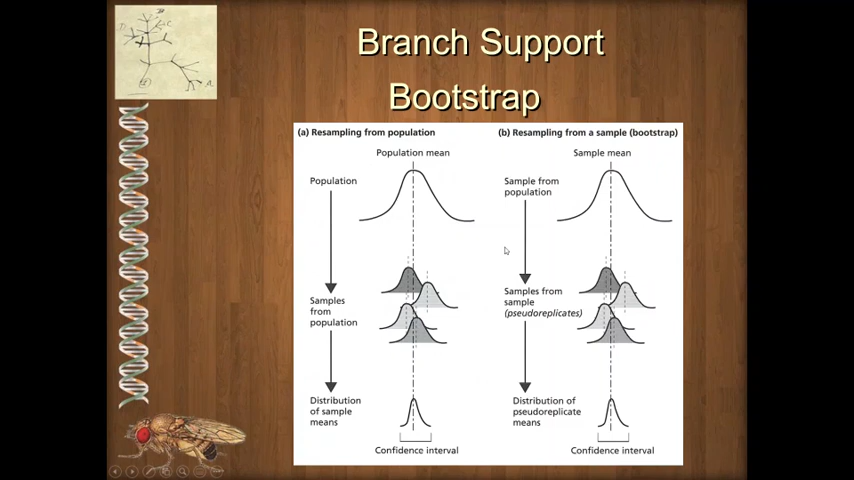 Branch Support
Bootstrap
(a) Resampling from population
Population mean
Population
Samples
from
population
Distribution
of sample
means
Confidence interval
(b) Resampling from a sample (bootstrap)
Sample mean
Sample from
population
Samples from
sample
(pseudoreplicates)
Distribution of
pseudoreplicate
means
Confidence interval